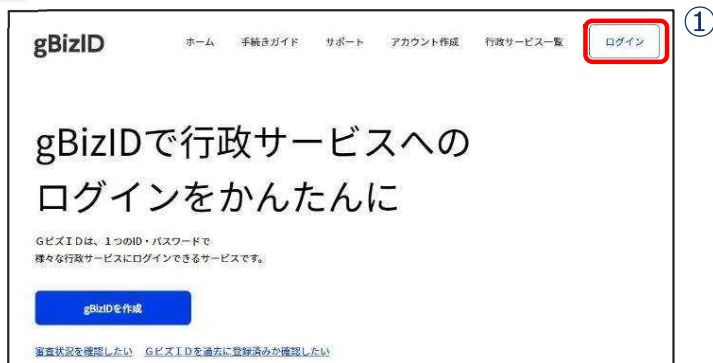 gBizID ホーム 手続きガイド サポート アカウント作成 行政サービス一覧 ログイン ①
gBizIDで行政サービスへの
ログインをかんたんに
GビズIDは、1つのID・パスワードで
様々な行政サービスにログインできるサービスです。
gBizIDを作成
審査状況を確認したい GビズIDを過去に登録済みか確認したい